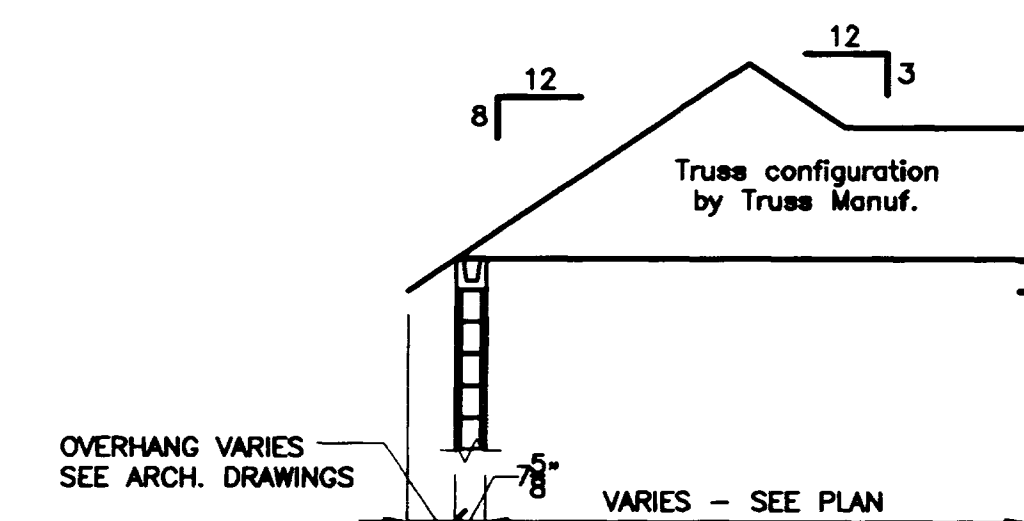 12
3
12
8
Truss configuration
by Truss Manuf.
OVERHANG VARIES
SEE ARCH. DRAWINGS
7 5/8"
VARIES - SEE PLAN